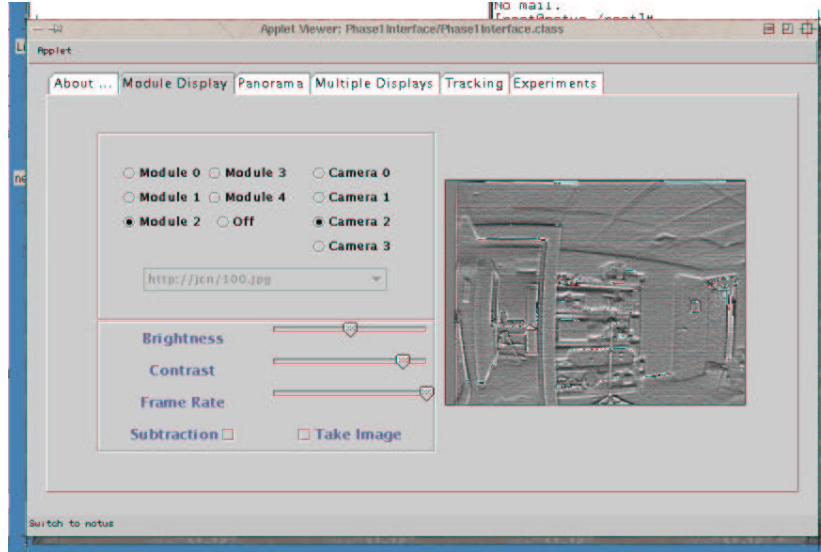 No mail.
Applet Viewer: Phase1Interface/Phase1Interface.class
Applet
About ... Module Display Panorama Multiple Displays Tracking Experiments
Module 0 Module 3 Camera 0
Module 1 Module 4 Camera 1
Module 2 Off Camera 2
Camera 3
http://jcn/100.jpg
Brightness
Contrast
Frame Rate
Subtraction Take Image
Switch to notus